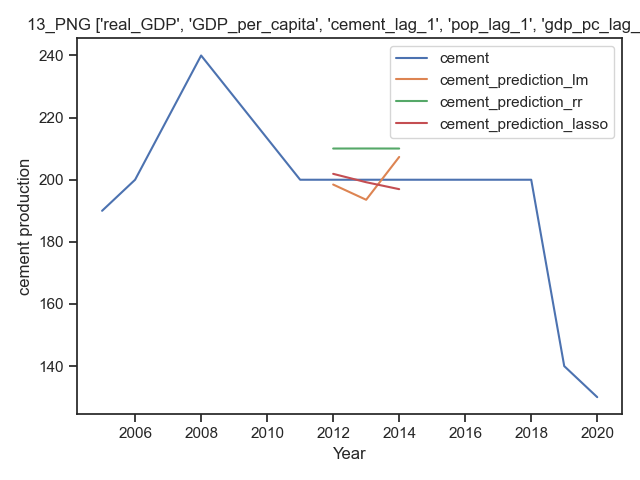 13_PNG ['real_GDP', 'GDP_per_capita', 'cement_lag_1', 'pop_lag_1', 'gdp_pc_lag_
cement
cement_prediction_lm
cement_prediction_rr
cement_prediction_lasso
cement production
240
220
200
180
160
140
2006 2008 2010 2012 2014 2016 2018 2020
Year